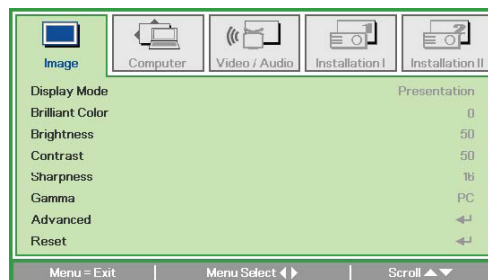 Image Computer Video / Audio Installation I Installation II
Display Mode Presentation
Brilliant Color 0
Brightness 50
Contrast 50
Sharpness 16
Gamma PC
Advanced
Reset
Menu = Exit Menu Select Scroll